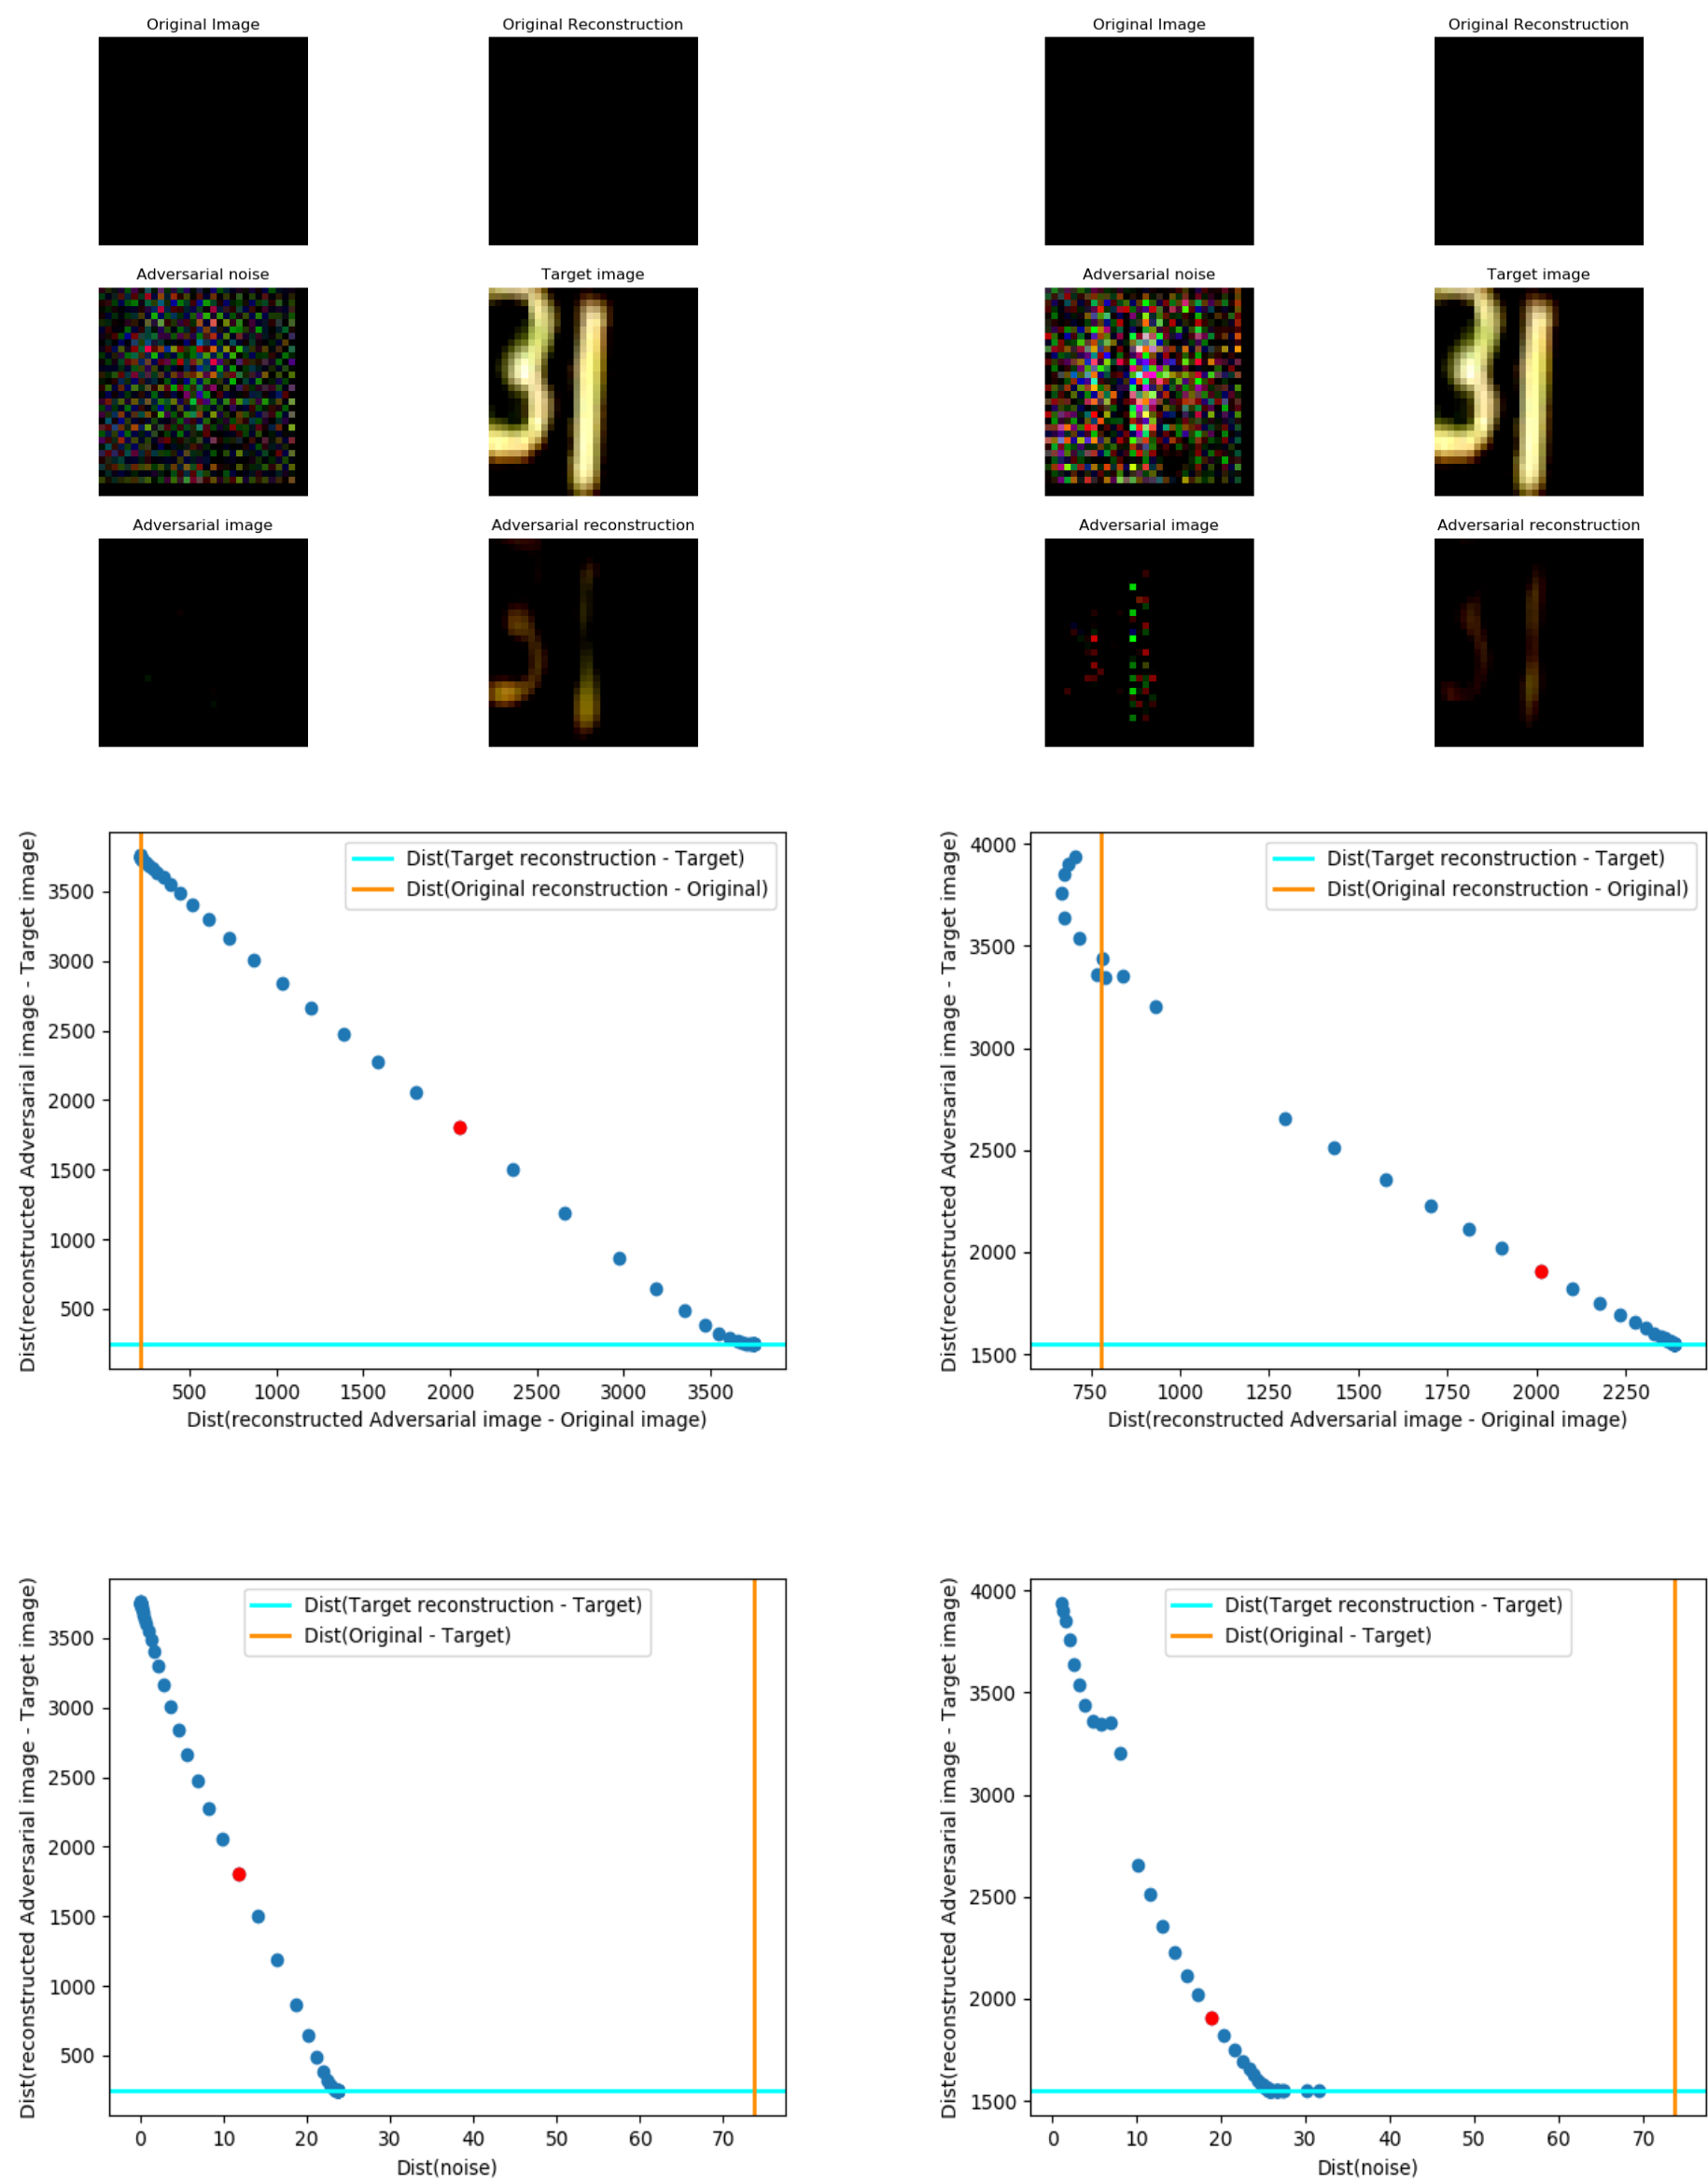 Original Image
Original Reconstruction
Original Image
Original Reconstruction
Adversarial noise
Target image
Adversarial noise
Target image
31
31
Adversarial image
Adversarial reconstruction
Adversarial image
Adversarial reconstruction
Dist(reconstructed Adversarial image - Target image)
3500
3000
2500
2000
1500
1000
500
Dist(Target reconstruction - Target)
Dist(Original reconstruction - Original)
500 1000 1500 2000 2500 3000 3500
Dist(reconstructed Adversarial image - Original image)
Dist(reconstructed Adversarial image - Target image)
4000
3500
3000
2500
2000
1500
Dist(Target reconstruction - Target)
Dist(Original reconstruction - Original)
750 1000 1250 1500 1750 2000 2250
Dist(reconstructed Adversarial image - Original image)
Dist(reconstructed Adversarial image - Target image)
3500
3000
2500
2000
1500
1000
500
Dist(Target reconstruction - Target)
Dist(Original - Target)
0 10 20 30 40 50 60 70
Dist(noise)
Dist(reconstructed Adversarial image - Target image)
4000
3500
3000
2500
2000
1500
Dist(Target reconstruction - Target)
Dist(Original - Target)
0 10 20 30 40 50 60 70
Dist(noise)